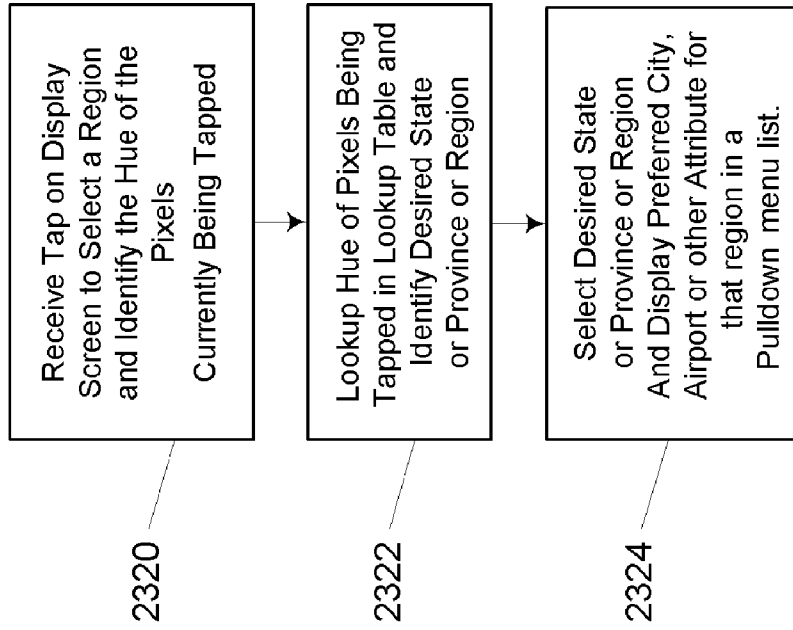 2320
Receive Tap on Display
Screen to Select a Region
and Identify the Hue of the
Pixels
Currently Being Tapped
2322
Lookup Hue of Pixels Being
Tapped in Lookup Table and
Identify Desired State
or Province or Region
2324
Select Desired State
or Province or Region
And Display Preferred City,
Airport or other Attribute for
that region in a
Pulldown menu list.